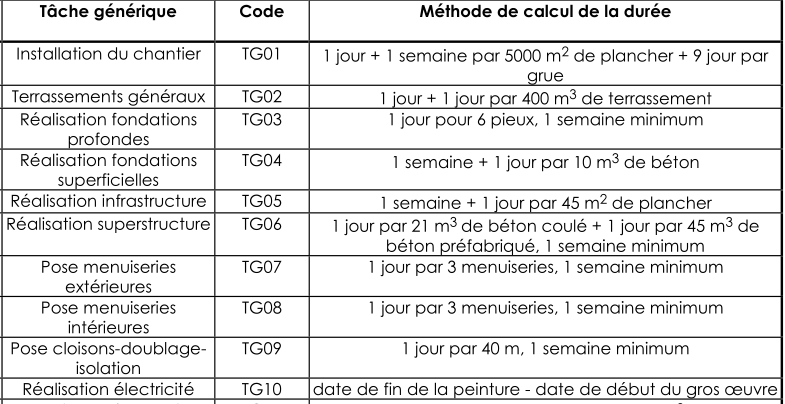 Tâche générique Code Méthode de calcul de la durée
Installation du chantier TG01 1 jour + 1 semaine par 5000 m2 de plancher + 9 jour par
grue
Terrassements généraux TG02 1 jour + 1 jour par 400 m3 de terrassement
Réalisation fondations TG03 1 jour pour 6 pieux, 1 semaine minimum
profondes
Réalisation fondations TG04 1 semaine + 1 jour par 10 m3 de béton
superficielles
Réalisation infrastructure TG05 1 semaine + 1 jour par 45 m2 de plancher
Réalisation superstructure TG06 1 jour par 21 m3 de béton coulé + 1 jour par 45 m3 de
béton préfabriqué, 1 semaine minimum
Pose menuiseries TG07 1 jour par 3 menuiseries, 1 semaine minimum
extérieures
Pose menuiseries TG08 1 jour par 3 menuiseries, 1 semaine minimum
intérieures
Pose cloisons-doublage- TG09 1 jour par 40 m, 1 semaine minimum
isolation
Réalisation électricité TG10 date de fin de la peinture - date de début du gros œuvre